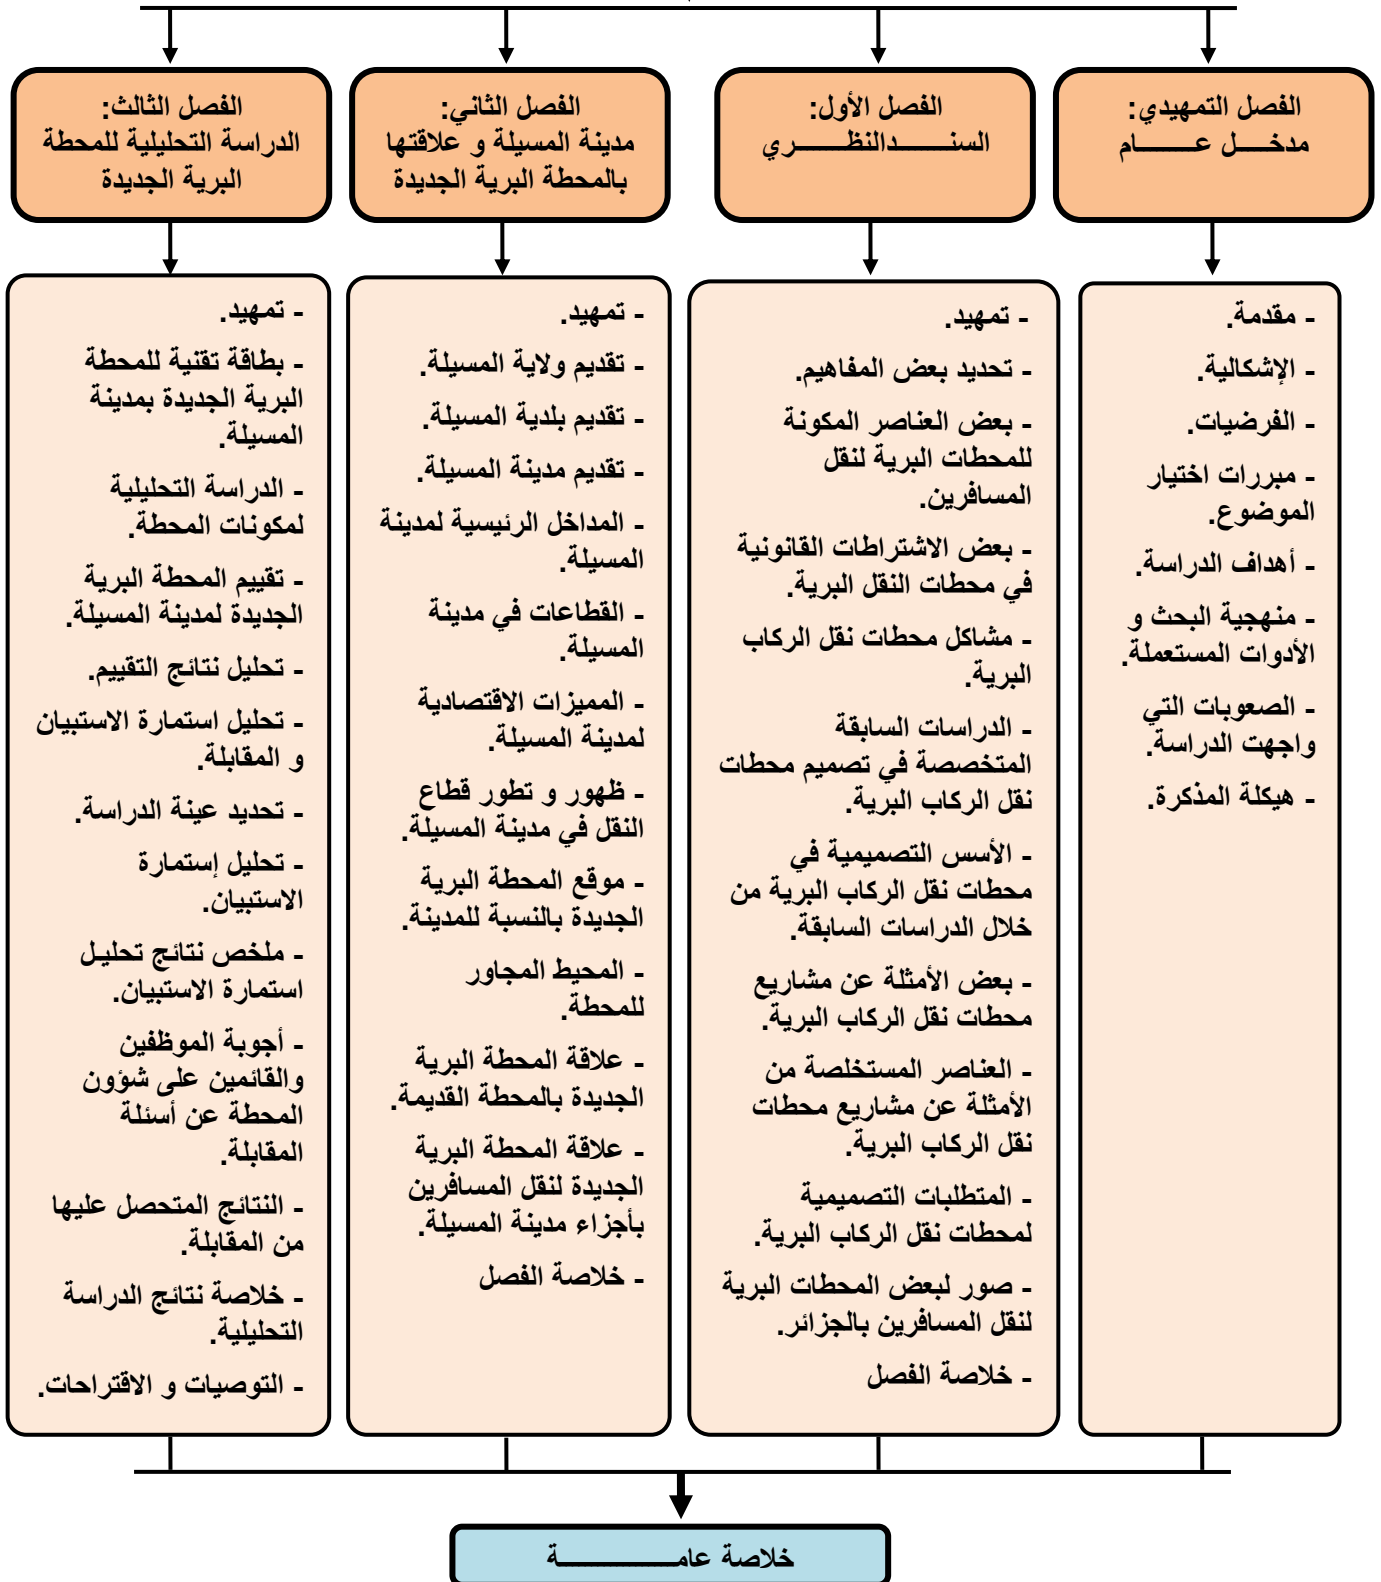 الفصل التمهيدي:
مدخـــــل عـــــــام
الفصل الأول:
السنـــــــدالنظـــــــــري
الفصل الثاني:
مدينة المسيلة و علاقتها
بالمحطة البرية الجديدة
الفصل الثالث:
الدراسة التحليلية للمحطة
البرية الجديدة
- مقدمة.
- الإشكالية.
- الفرضيات.
- مبررات اختيار
الموضوع.
- أهداف الدراسة.
- منهجية البحث و
الأدوات المستعملة.
- الصعوبات التي
واجهت الدراسة.
- هيكلة المذكرة.
- تمهيد.
- تحديد بعض المفاهيم.
- بعض العناصر المكونة
للمحطات البرية لنقل
المسافرين.
- بعض الاشتراطات القانونية
في محطات النقل البرية.
- مشاكل محطات نقل الركاب
البرية.
- الدراسات السابقة
المتخصصة في تصميم محطات
نقل الركاب البرية.
- الأسس التصميمية في
محطات نقل الركاب البرية من
خلال الدراسات السابقة.
- بعض الأمثلة عن مشاريع
محطات نقل الركاب البرية.
- العناصر المستخلصة من
الأمثلة عن مشاريع محطات
نقل الركاب البرية.
- المتطلبات التصميمية
لمحطات نقل الركاب البرية.
- صور لبعض المحطات البرية
لنقل المسافرين بالجزائر.
- خلاصة الفصل
- تمهيد.
- تقديم ولاية المسيلة.
- تقديم بلدية المسيلة.
- تقديم مدينة المسيلة.
- المداخل الرئيسية لمدينة
المسيلة.
- القطاعات في مدينة
المسيلة.
- المميزات الاقتصادية
لمدينة المسيلة.
- ظهور و تطور قطاع
النقل في مدينة المسيلة.
- موقع المحطة البرية
الجديدة بالنسبة للمدينة.
- المحيط المجاور
للمحطة.
- علاقة المحطة البرية
الجديدة بالمحطة القديمة.
- علاقة المحطة البرية
الجديدة لنقل المسافرين
بأجزاء مدينة المسيلة.
- خلاصة الفصل
- تمهيد.
- بطاقة تقنية للمحطة
البرية الجديدة بمدينة
المسيلة.
- الدراسة التحليلية
لمكونات المحطة.
- تقييم المحطة البرية
الجديدة لمدينة المسيلة.
- تحليل نتائج التقييم.
- تحليل استمارة الاستبيان
و المقابلة.
- تحديد عينة الدراسة.
- تحليل إستمارة
الاستبيان.
- ملخص نتائج تحليل
استمارة الاستبيان.
- أجوبة الموظفين
والقائمين على شؤون
المحطة عن أسئلة
المقابلة.
- النتائج المتحصل عليها
من المقابلة.
- خلاصة نتائج الدراسة
التحليلية.
- التوصيات و الاقتراحات.
خلاصة عامـــــــــــــــــة